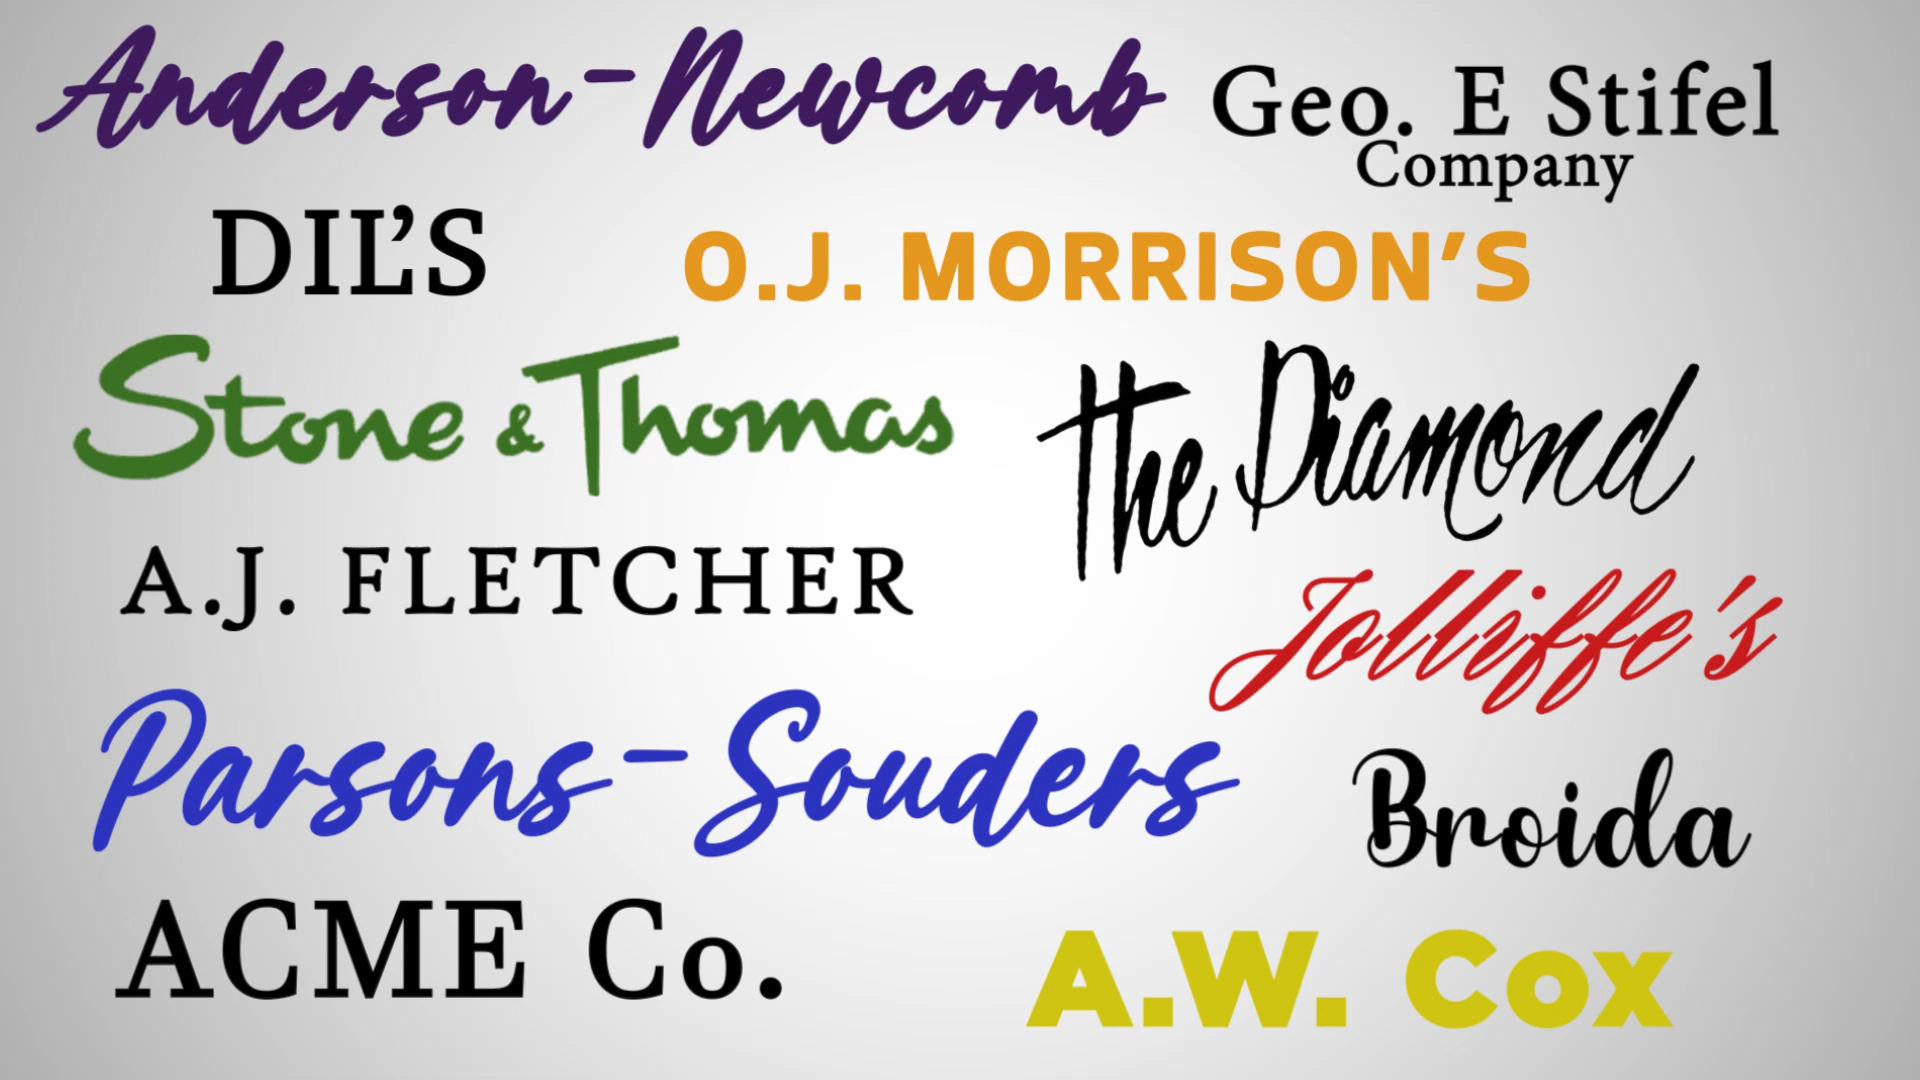 Anderson-Newcomb
Geo. E Stifel
Company
DIL'S
O.J. MORRISON'S
Stone & Thomas
The Diamond
A.J. FLETCHER
Jolliffe's
Parsons-Souders
Broida
ACME Co.
A.W. Cox